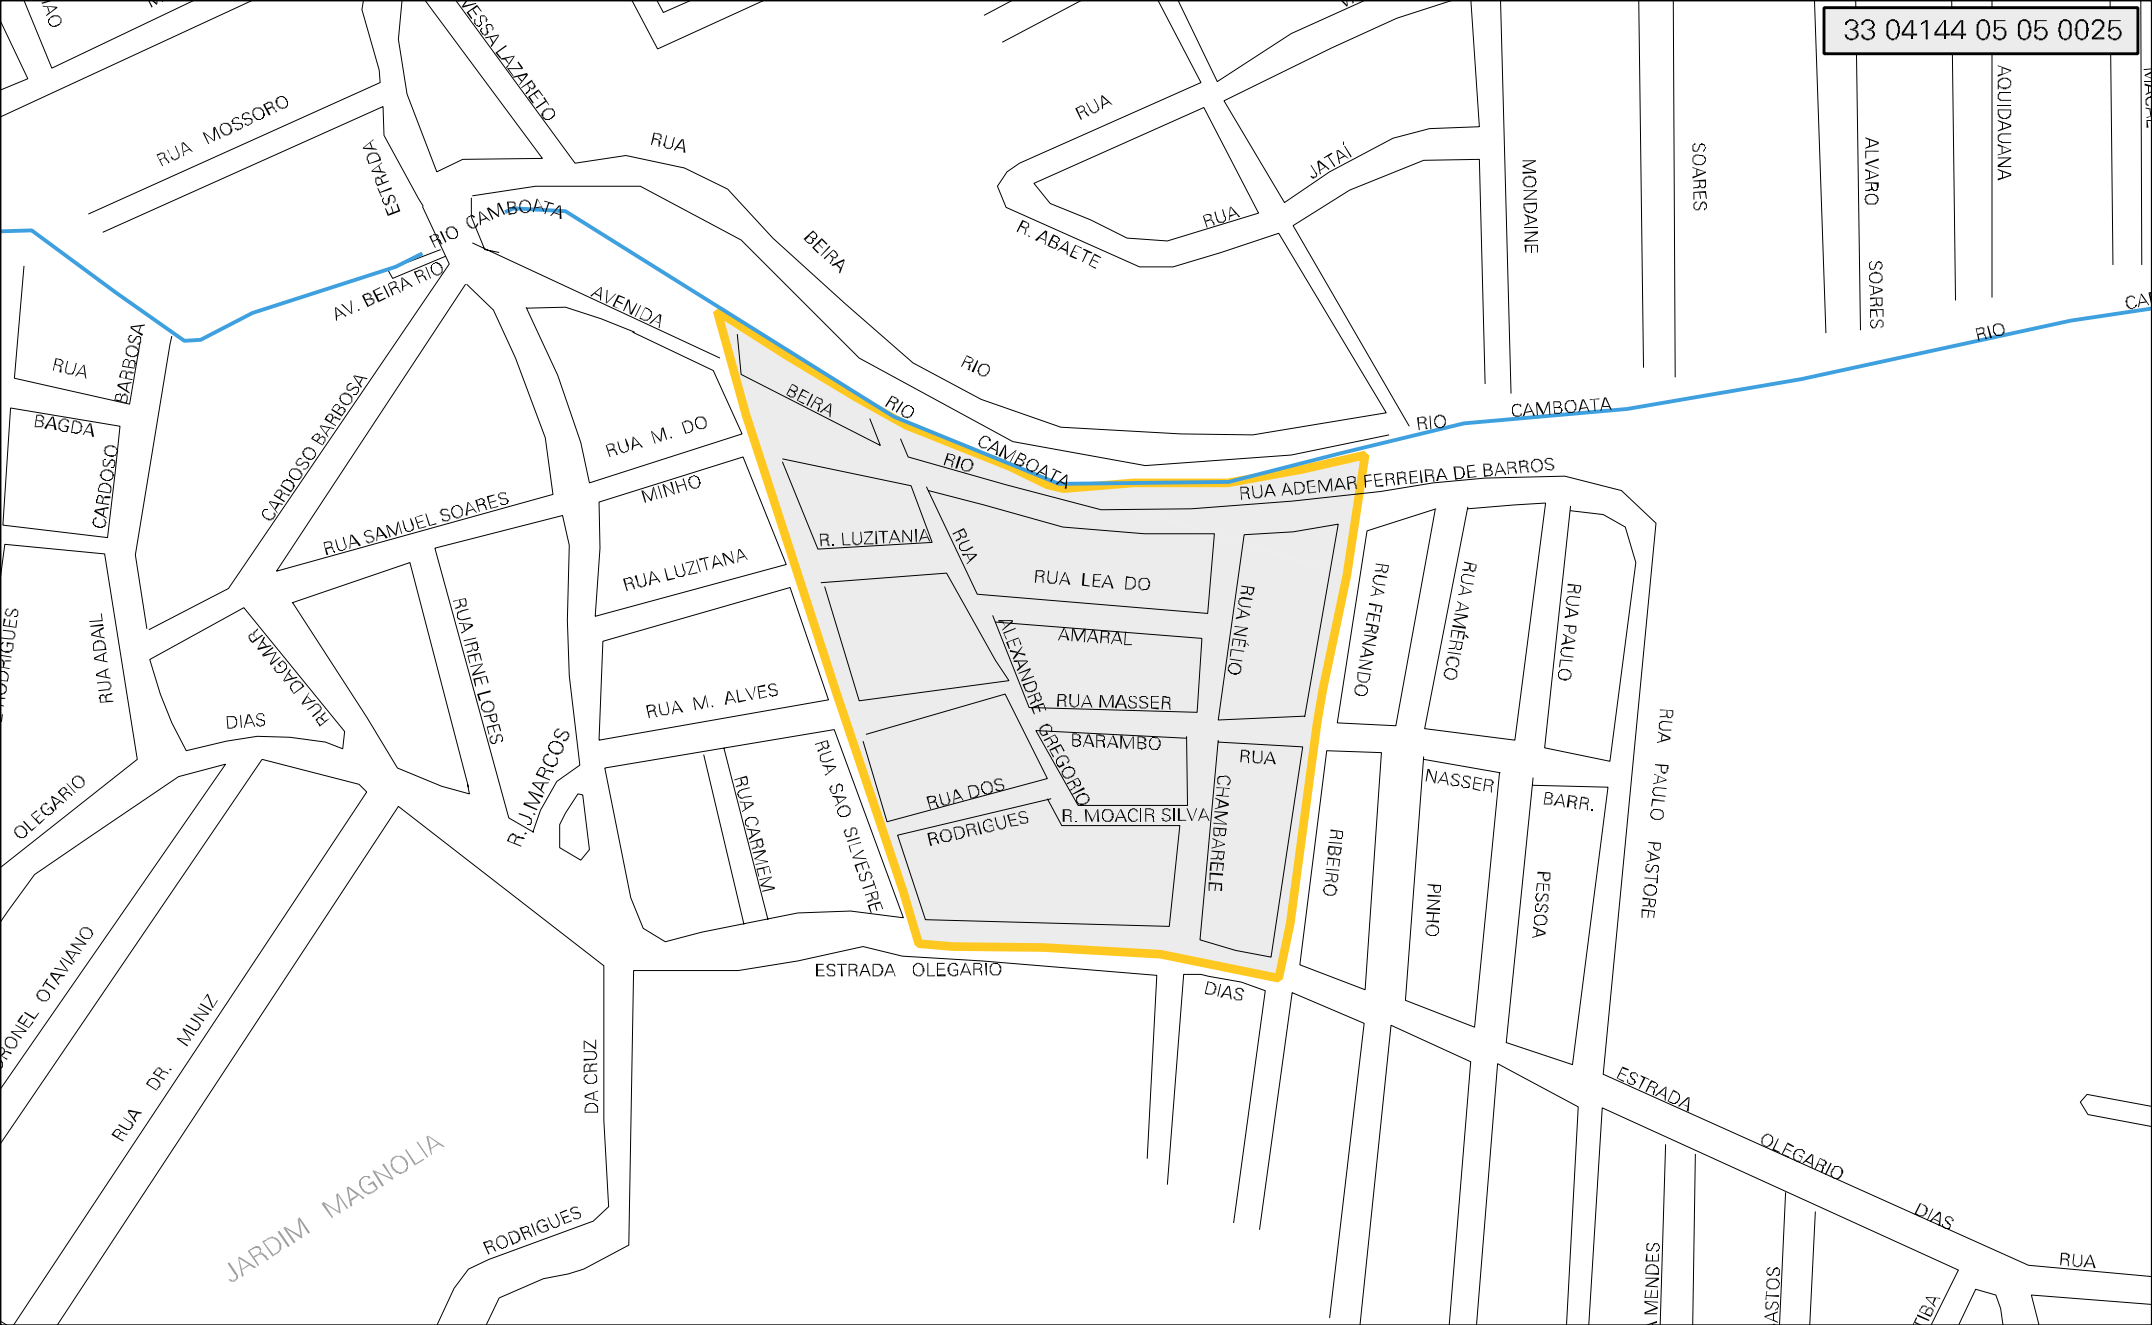 33 04144 05 05 0025
VESSA LAZARETO
RUA MOSSORO
ESTRADA
RUA
BEIRA
RIO
RUA
JATAÍ
RUA
R. ABAETE
MONDAINE
SOARES
ALVARO
SOARES
AQUIDAUANA
RIO CAMBOATA
AV. BEIRA RIO
AVENIDA
RUA
BARBOSA
BAGDA
CARDOSO
CARDOSO BARBOSA
RUA M. DO
MINHO
RUA SAMUEL SOARES
RUA LUZITANA
BEIRA
RIO
RIO
CAMBOATA
RIO
CAMBOATA
RIO
RUA ADEMAR FERREIRA DE BARROS
R. LUZITANIA
RUA
RUA LEA DO
AMARAL
ALEXANDRE GREGORIO
RUA NÉLIO
RUA FERNANDO
RUA AMÉRICO
RUA PAULO
RUA ADAIL
RUA DAGMAR
DIAS
RUA IRENE LOPES
RUA M. ALVES
RUA MASSER
BARAMBO
RUA
CHAMBARELE
NASSER
BARR.
RUA PAULO PASTORE
OLEGARIO
R. J.MARCOS
RUA CARMEM
RUA SAO SILVESTRE
RUA DOS
RODRIGUES
R. MOACIR SILVA
RIBEIRO
PINHO
PESSOA
OTAVIANO
RUA DR. MUNIZ
ESTRADA OLEGARIO
DIAS
DA CRUZ
JARDIM MAGNOLIA
RODRIGUES
ESTRADA
OLEGARIO
DIAS
RUA
MENDES